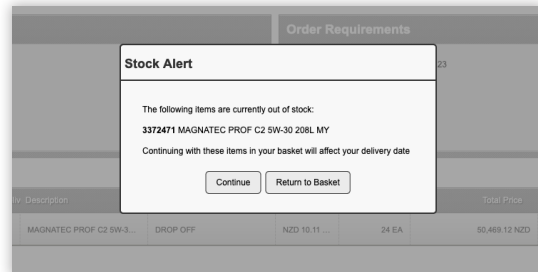 Order Requirements
Stock Alert
23
The following items are currently out of stock:
3372471 MAGNATEC PROF C2 5W-30 208L MY
Continuing with these items in your basket will affect your delivery date
Continue
Return to Basket
iv Description
Total Price
MAGNATEC PROF C2 5W-3...
DROP OFF
NZD 10.11 ...
24 EA
50,469.12 NZD